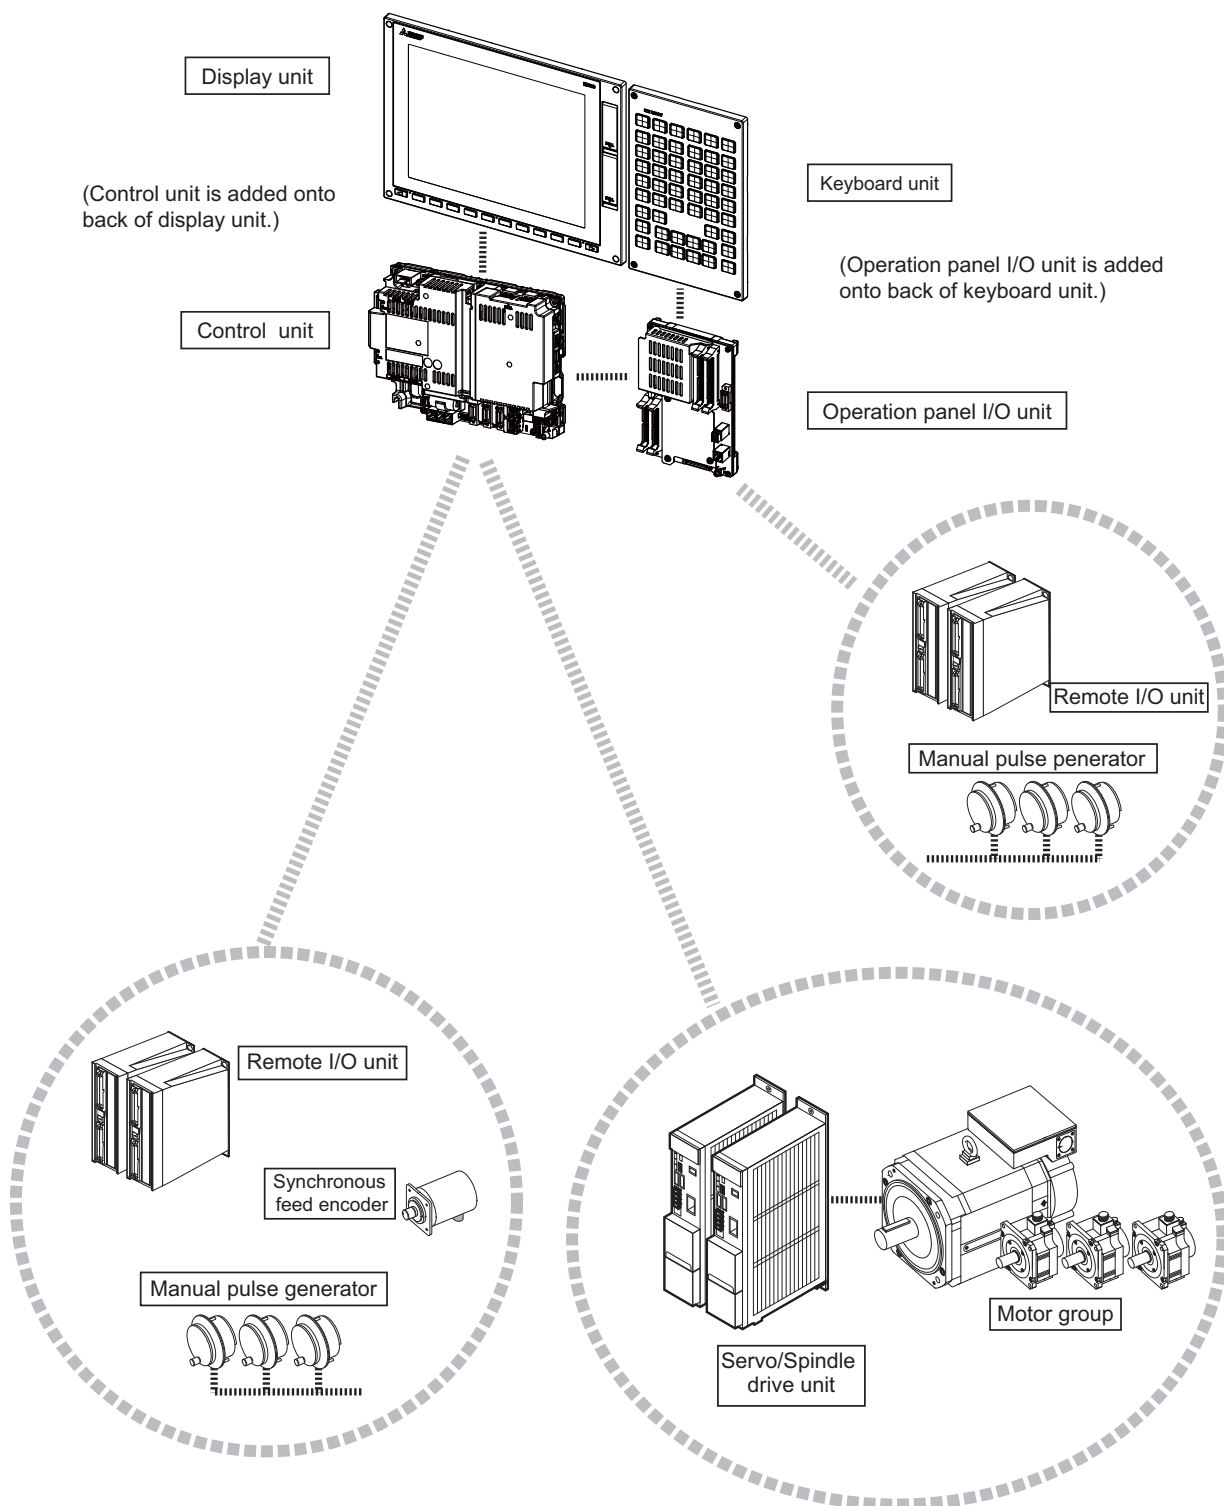 Display unit
(Control unit is added onto
back of display unit.)
Keyboard unit
(Operation panel I/O unit is added
onto back of keyboard unit.)
Control unit
Operation panel I/O unit
Remote I/O unit
Manual pulse penerator
Remote I/O unit
Synchronous
feed encoder
Manual pulse generator
Motor group
Servo/Spindle
drive unit